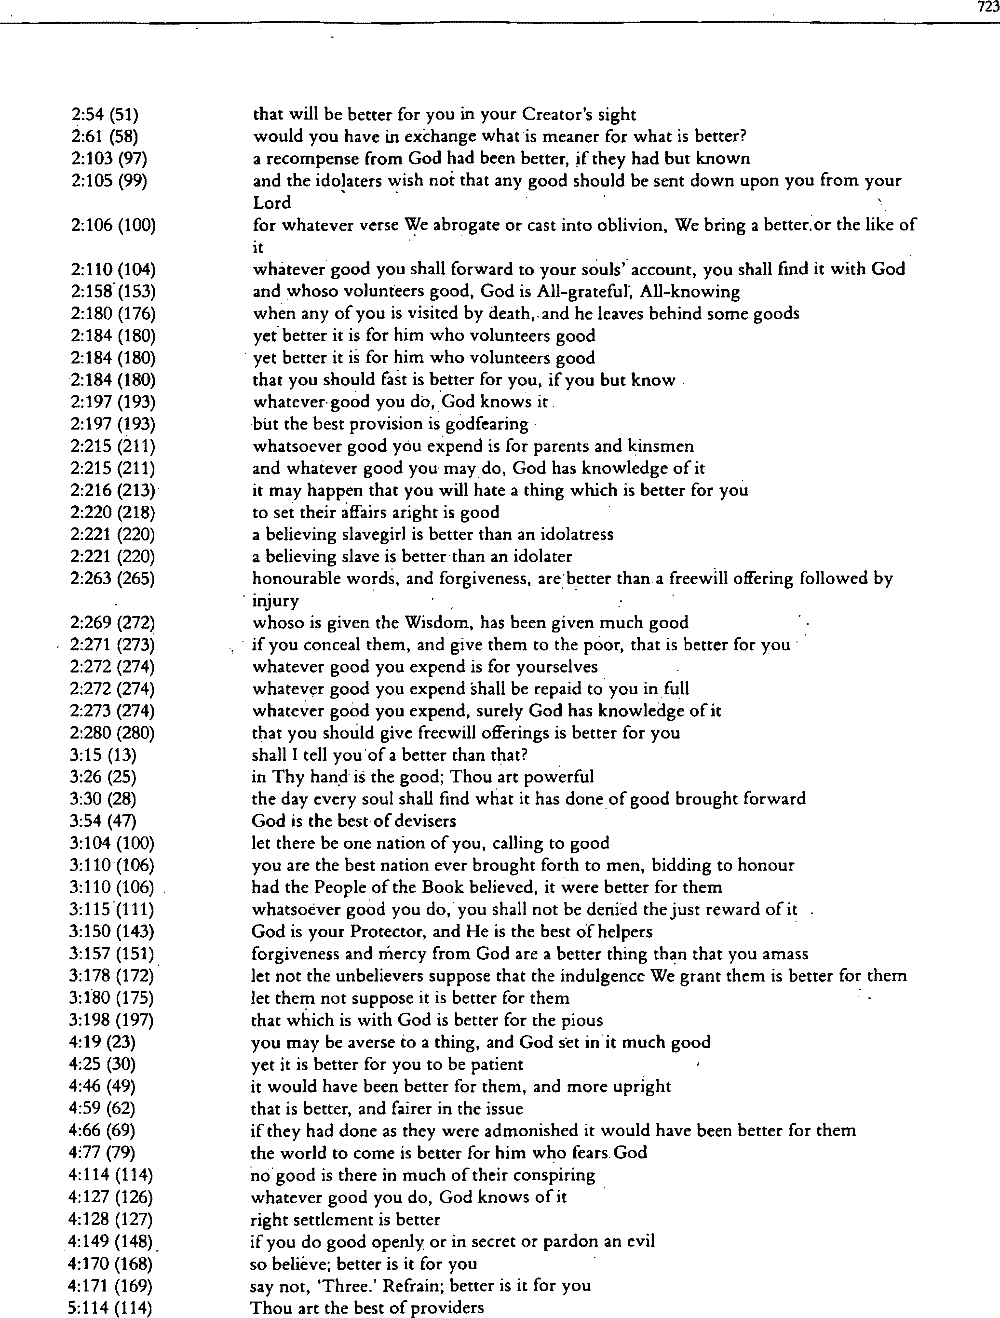 723
2:54 (51) that will be better for you in your Creator's sight
2:61 (58) would you have in exchange what is meaner for what is better?
2:103 (97) a recompense from God had been better, if they had but known
2:105 (99) and the idolaters wish not that any good should be sent down upon you from your
Lord
2:106 (100) for whatever verse We abrogate or cast into oblivion, We bring a better or the like of
it
2:110 (104) whatever good you shall forward to your souls' account, you shall find it with God
2:158 (153) and whoso volunteers good, God is All-grateful, All-knowing
2:180 (176) when any of you is visited by death, and he leaves behind some goods
2:184 (180) yet better it is for him who volunteers good
2:184 (180) yet better it is for him who volunteers good
2:184 (180) that you should fast is better for you, if you but know
2:197 (193) whatever good you do, God knows it
2:197 (193) but the best provision is godfearing
2:215 (211) whatsoever good you expend is for parents and kinsmen
2:215 (211) and whatever good you may do, God has knowledge of it
2:216 (213) it may happen that you will hate a thing which is better for you
2:220 (218) to set their affairs aright is good
2:221 (220) a believing slavegirl is better than an idolatress
2:221 (220) a believing slave is better than an idolater
2:263 (265) honourable words, and forgiveness, are better than a freewill offering followed by
injury
2:269 (272) whoso is given the Wisdom, has been given much good
2:271 (273) if you conceal them, and give them to the poor, that is better for you
2:272 (274) whatever good you expend is for yourselves
2:272 (274) whatever good you expend shall be repaid to you in full
2:273 (274) whatever good you expend, surely God has knowledge of it
2:280 (280) that you should give freewill offerings is better for you
3:15 (13) shall I tell you of a better than that?
3:26 (25) in Thy hand is the good; Thou art powerful
3:30 (28) the day every soul shall find what it has done of good brought forward
3:54 (47) God is the best of devisers
3:104 (100) let there be one nation of you, calling to good
3:110 (106) you are the best nation ever brought forth to men, bidding to honour
3:110 (106) had the People of the Book believed, it were better for them
3:115 (111) whatsoever good you do, you shall not be denied the just reward of it
3:150 (143) God is your Protector, and He is the best of helpers
3:157 (151) forgiveness and mercy from God are a better thing than that you amass
3:178 (172) let not the unbelievers suppose that the indulgence We grant them is better for them
3:180 (175) let them not suppose it is better for them
3:198 (197) that which is with God is better for the pious
4:19 (23) you may be averse to a thing, and God set in it much good
4:25 (30) yet it is better for you to be patient
4:46 (49) it would have been better for them, and more upright
4:59 (62) that is better, and fairer in the issue
4:66 (69) if they had done as they were admonished it would have been better for them
4:77 (79) the world to come is better for him who fears God
4:114 (114) no good is there in much of their conspiring
4:127 (126) whatever good you do, God knows of it
4:128 (127) right settlement is better
4:149 (148) if you do good openly or in secret or pardon an evil
4:170 (168) so believe; better is it for you
4:171 (169) say not, 'Three.' Refrain; better is it for you
5:114 (114) Thou art the best of providers